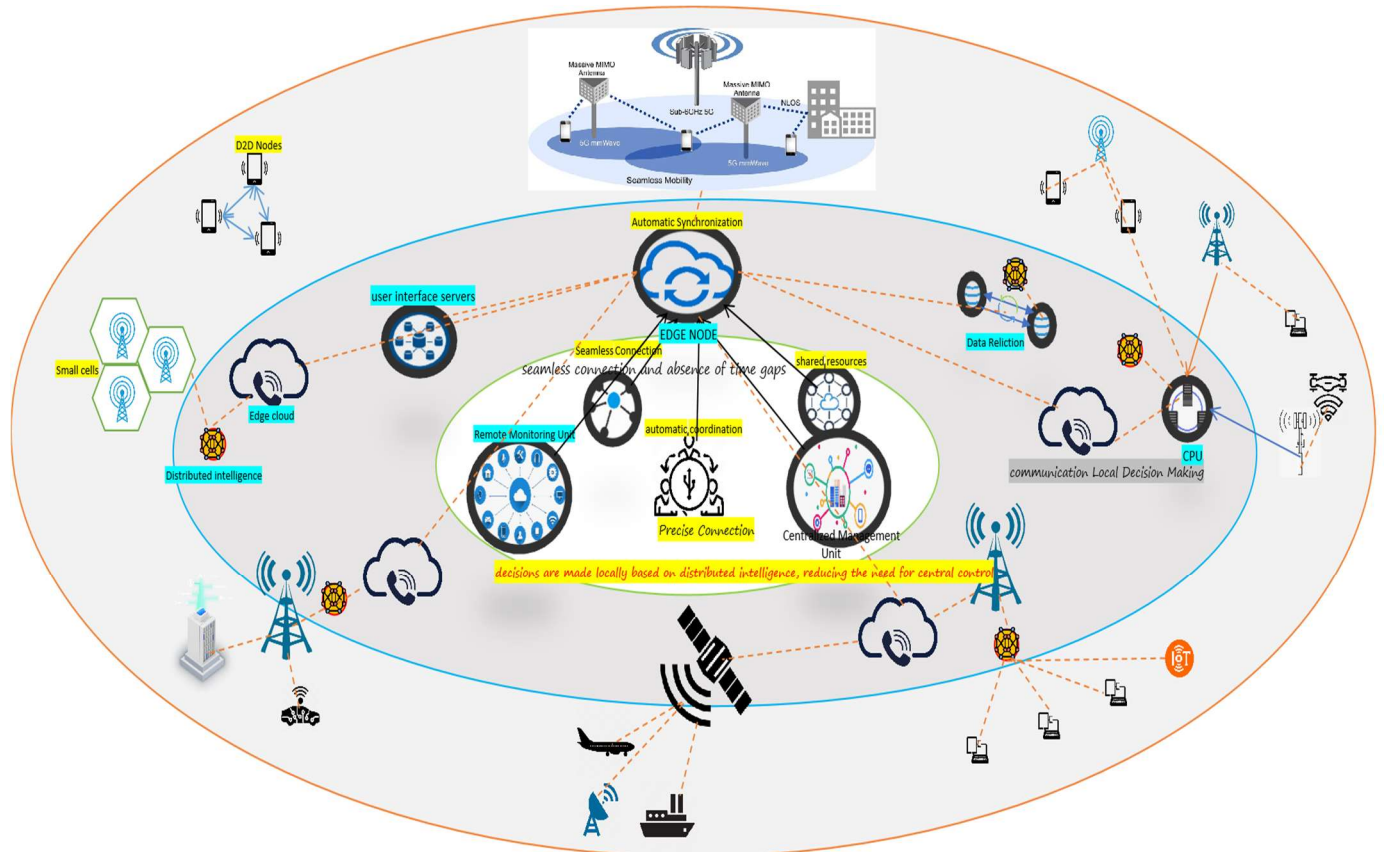 Massive MIMO
Antenna
Massive MIMO
Antenna
Sub-6GHz 5G
NLOS
5G mmWave
5G mmWave
Seamless Mobility
D2D Nodes
Automatic Synchronization
user interface servers
EDGE NODE
Data Reliction
Small cells
Seamless Connection
seamless connection and absence of time gaps
shared resources
Edge cloud
Remote Monitoring Unit
automatic coordination
CPU
communication Local Decision Making
Distributed intelligence
Precise Connection
Centralized Management
Unit
decisions are made locally based on distributed intelligence, reducing the need for central control
IoT